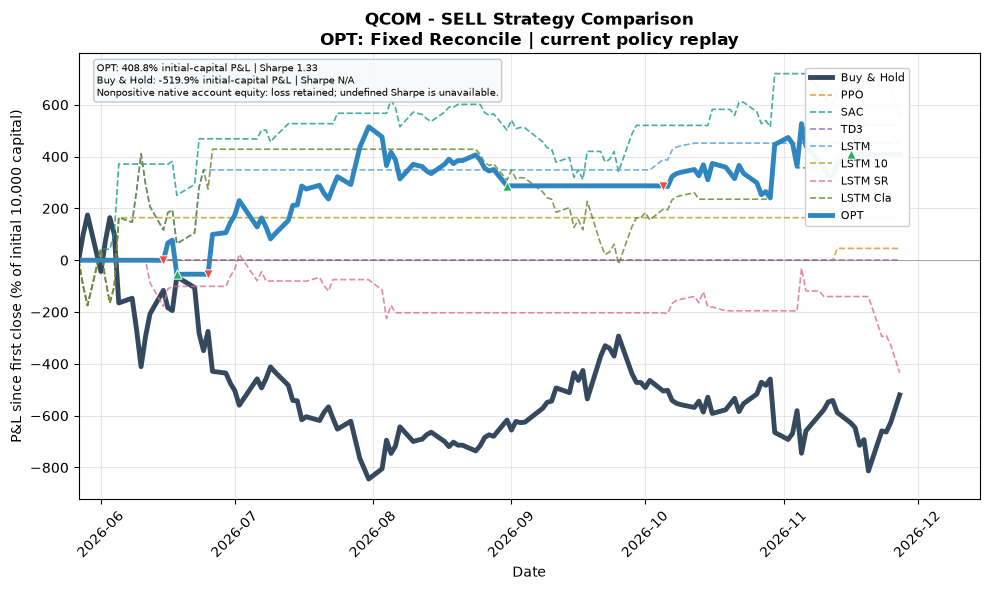 QCOM - SELL Strategy Comparison
OPT: Fixed Reconcile | current policy replay
OPT: 408.8% initial-capital P&L | Sharpe 1.33
Buy & Hold: -519.9% initial-capital P&L | Sharpe N/A
Nonpositive native account equity: loss retained; undefined Sharpe is unavailable.
Buy & Hold
PPO
SAC
TD3
LSTM
LSTM 10
LSTM SR
LSTM Cla
OPT
P&L since first close (% of initial 10,000 capital)
600
400
200
0
−200
−400
−600
−800
2026-06
2026-07
2026-08
2026-09
2026-10
2026-11
2026-12
Date